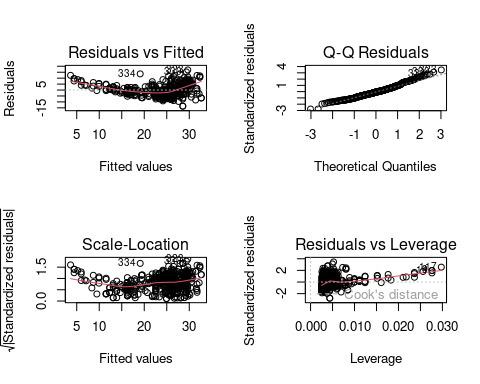 Residuals vs Fitted
Residuals
5
-15
334
5 10 20 30
Fitted values
Q-Q Residuals
Standardized residuals
4
1
-3
-3 -1 0 1 2 3
Theoretical Quantiles
Scale-Location
√|Standardized residuals|
1.5
0.0
334
5 10 20 30
Fitted values
Residuals vs Leverage
Standardized residuals
2
-2
117
Cook's distance
0.000 0.010 0.020 0.030
Leverage